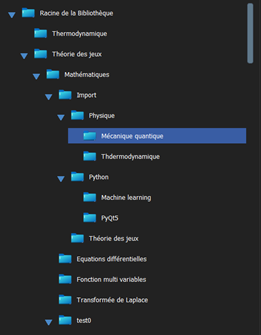 Racine de la Bibliothèque
Thermodynamique
Théorie des jeux
Mathématiques
Import
Physique
Mécanique quantique
Thdermodynamique
Python
Machine learning
PyQt5
Théorie des jeux
Equations différentielles
Fonction multi variables
Transformée de Laplace
test0